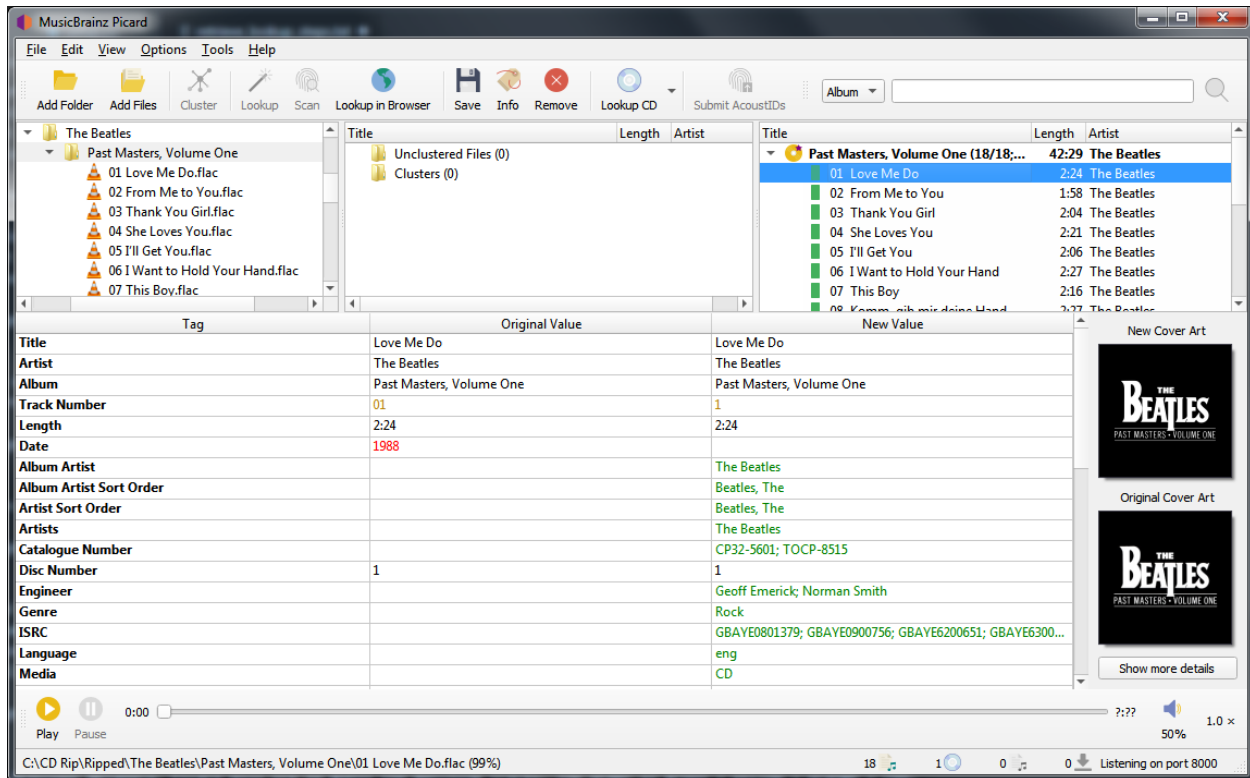 MusicBrainz Picard
File Edit View Options Tools Help
Add Folder Add Files Cluster Lookup Scan Lookup in Browser Save Info Remove Lookup CD Submit AcoustIDs Album
The Beatles
Past Masters, Volume One
01 Love Me Do.flac
02 From Me to You.flac
03 Thank You Girl.flac
04 She Loves You.flac
05 I'll Get You.flac
06 I Want to Hold Your Hand.flac
07 This Boy.flac
Title Length Artist
Unclustered Files (0)
Clusters (0)
Title Length Artist
Past Masters, Volume One (18/18;... 42:29 The Beatles
01 Love Me Do 2:24 The Beatles
02 From Me to You 1:58 The Beatles
03 Thank You Girl 2:04 The Beatles
04 She Loves You 2:21 The Beatles
05 I'll Get You 2:06 The Beatles
06 I Want to Hold Your Hand 2:27 The Beatles
07 This Boy 2:16 The Beatles
08 Komm, gib mir deine Hand 2:27 The Beatles
Tag Original Value New Value
Title Love Me Do Love Me Do
Artist The Beatles The Beatles
Album Past Masters, Volume One Past Masters, Volume One
Track Number 01 1
Length 2:24 2:24
Date 1988
Album Artist The Beatles
Album Artist Sort Order Beatles, The
Artist Sort Order Beatles, The
Artists The Beatles
Catalogue Number CP32-5601; TOCP-8515
Disc Number 1 1
Engineer Geoff Emerick; Norman Smith
Genre Rock
ISRC GBAYE0801379; GBAYE0900756; GBAYE6200651; GBAYE6300...
Language eng
Media CD
New Cover Art
THE
BEATLES
PAST MASTERS · VOLUME ONE
Original Cover Art
THE
BEATLES
PAST MASTERS · VOLUME ONE
Show more details
Play Pause 0:00 ?:?? 50% 1.0 ×
C:\CD Rip\Ripped\The Beatles\Past Masters, Volume One\01 Love Me Do.flac (99%) 18 1 0 0 Listening on port 8000